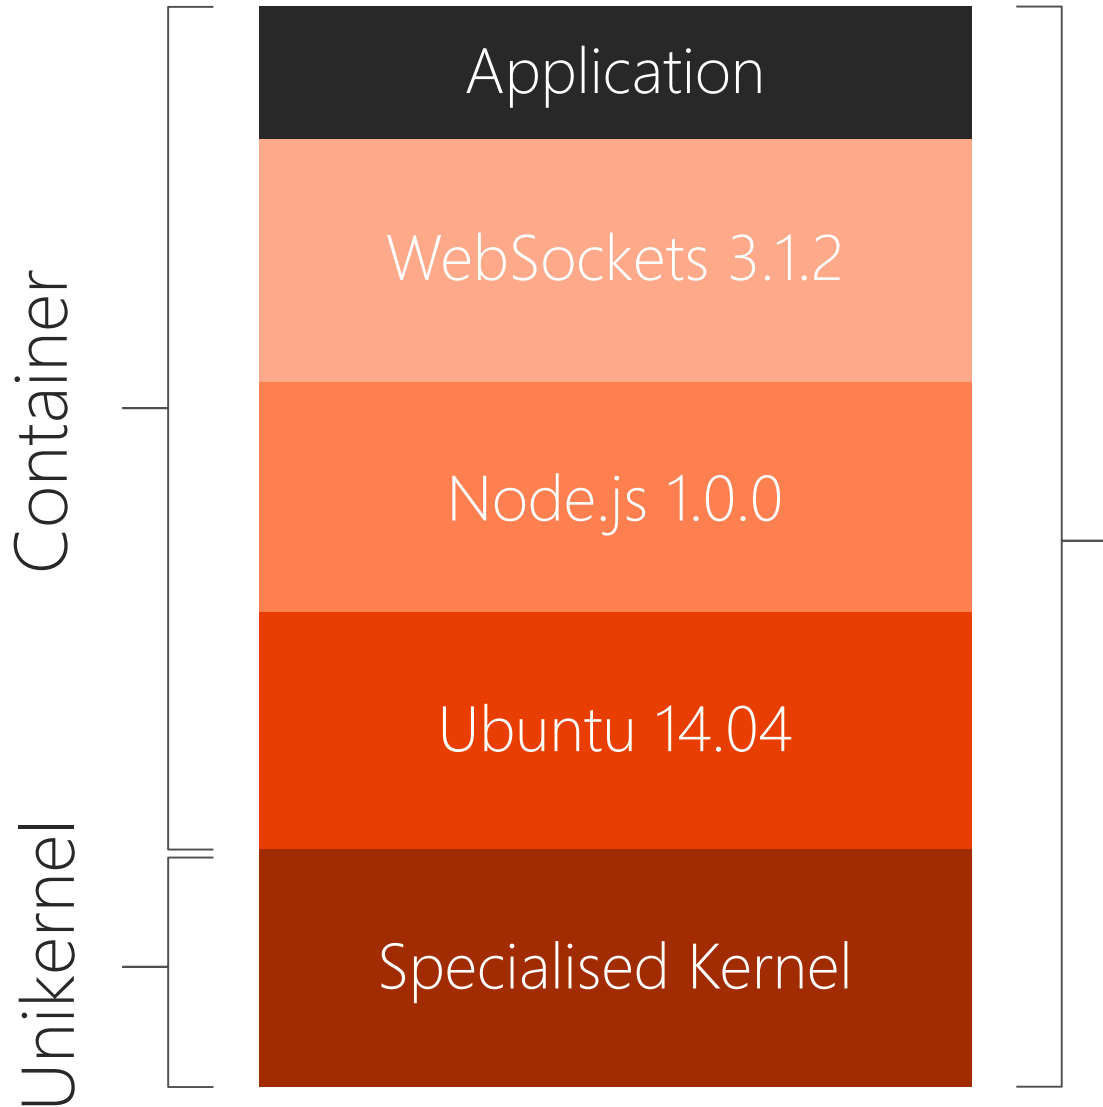 Application
WebSockets 3.1.2
Node.js 1.0.0
Ubuntu 14.04
Specialised Kernel
Container
Unikernel